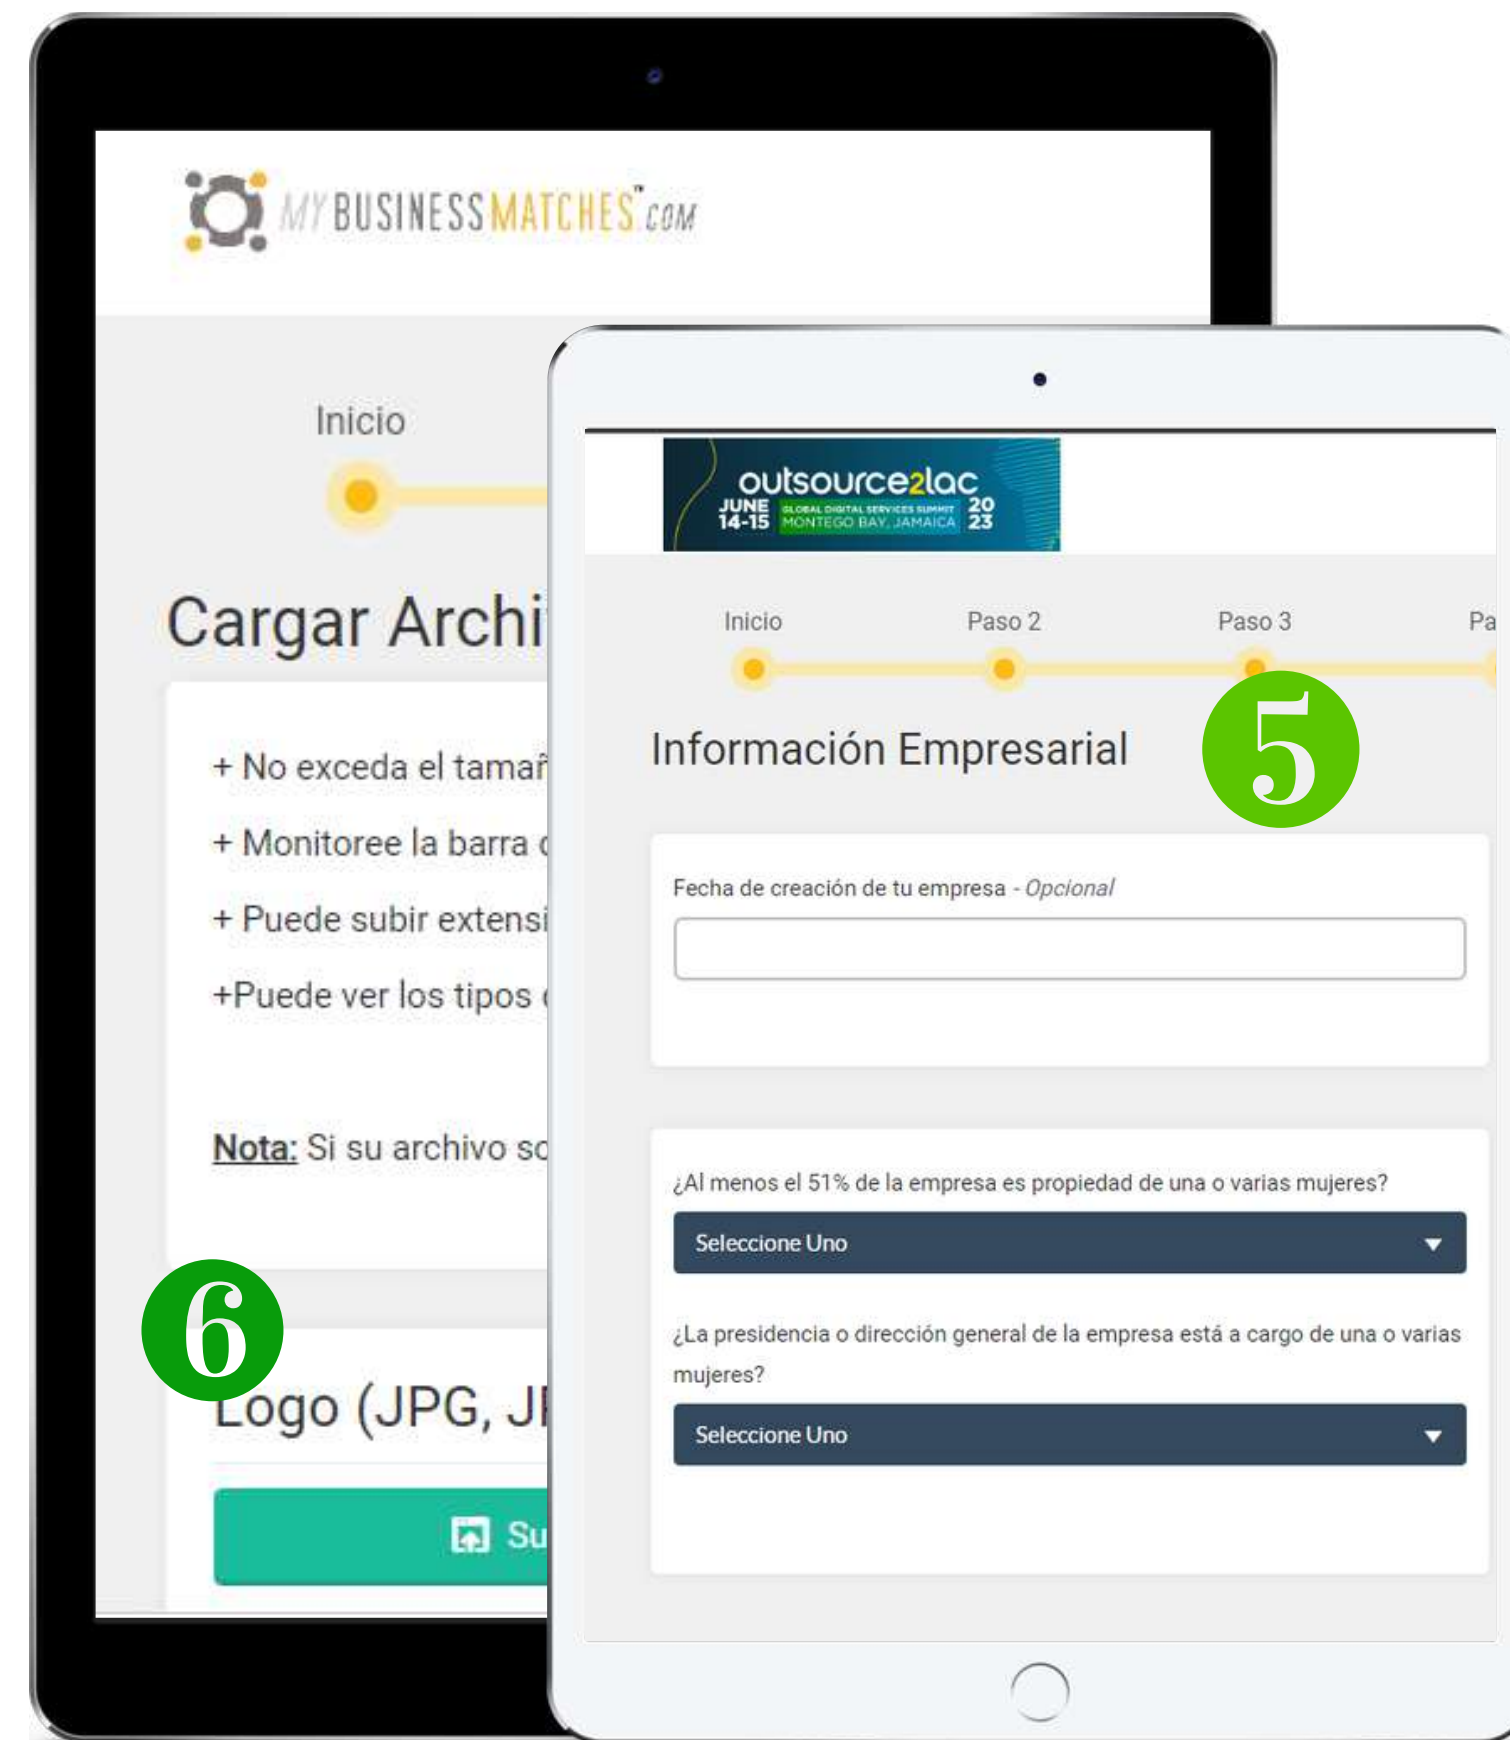 MYBUSINESSMATCHES™.COM
Inicio
Cargar Archi
+ No exceda el tamañ
+ Monitoree la barra
+ Puede subir extensi
+Puede ver los tipos
Nota: Si su archivo so
6
Logo (JPG, J
Su
outsource2lac
JUNE 14-15
GLOBAL DIGITAL SERVICES SUMMIT
MONTEGO BAY, JAMAICA
2023
Inicio Paso 2 Paso 3 Pa
Información Empresarial
5
Fecha de creación de tu empresa - Opcional
¿Al menos el 51% de la empresa es propiedad de una o varias mujeres?
Seleccione Uno
¿La presidencia o dirección general de la empresa está a cargo de una o varias
mujeres?
Seleccione Uno